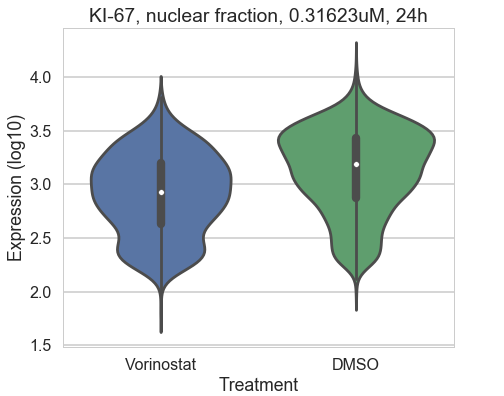 KI-67, nuclear fraction, 0.31623uM, 24h
Expression (log10)
4.0
3.5
3.0
2.5
2.0
1.5
Vorinostat DMSO
Treatment